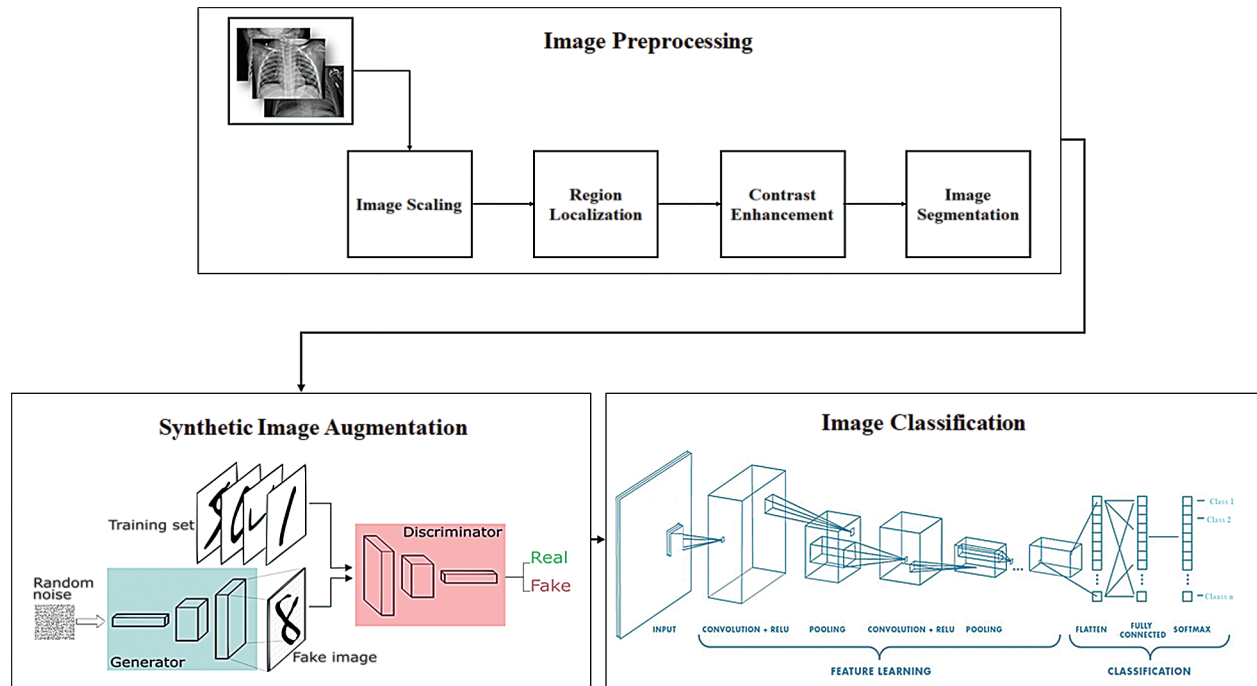 Image Preprocessing
Image Scaling
Region
Localization
Contrast
Enhancement
Image
Segmentation
Synthetic Image Augmentation
Training set
Random
noise
Generator
Fake image
Discriminator
Real
Fake
Image Classification
Class 1
Class 2
Classs n
INPUT
CONVOLUTION + RELU
POOLING
CONVOLUTION + RELU
POOLING
FLATTEN
FULLY
CONNECTED
SOFTMAX
FEATURE LEARNING
CLASSIFICATION